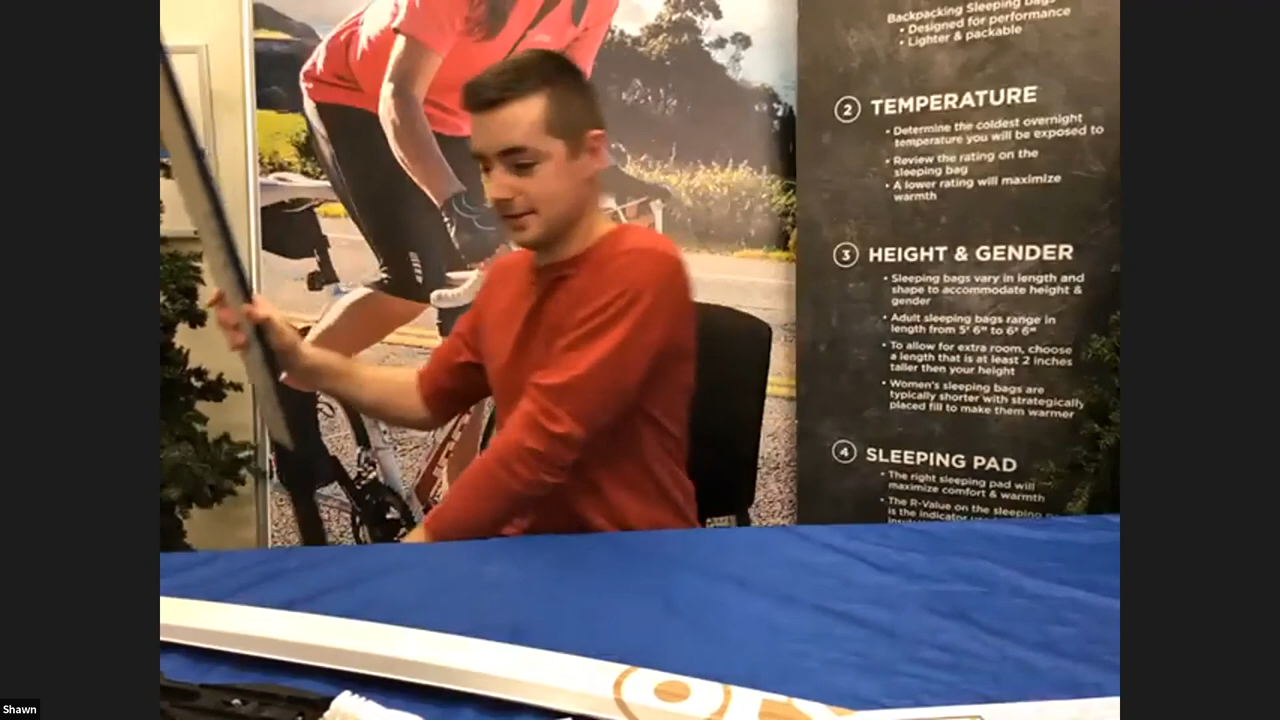 Backpacking Sleeping Bags
• Designed for performance
• Lighter & packable
2 TEMPERATURE
• Determine the coldest overnight
temperature you will be exposed to
• Review the rating on the
sleeping bag
• A lower rating will maximize
warmth
3 HEIGHT & GENDER
• Sleeping bags vary in length and
shape to accommodate height &
gender
• Adult sleeping bags range in
length from 5' 6" to 6' 6"
• To allow for extra room, choose
a length that is at least 2 inches
taller then your height
• Women's sleeping bags are
typically shorter with strategically
placed fill to make them warmer
4 SLEEPING PAD
• The right sleeping pad will
maximize comfort & warmth
• The R-Value on the sleeping
is the indicator
Shawn